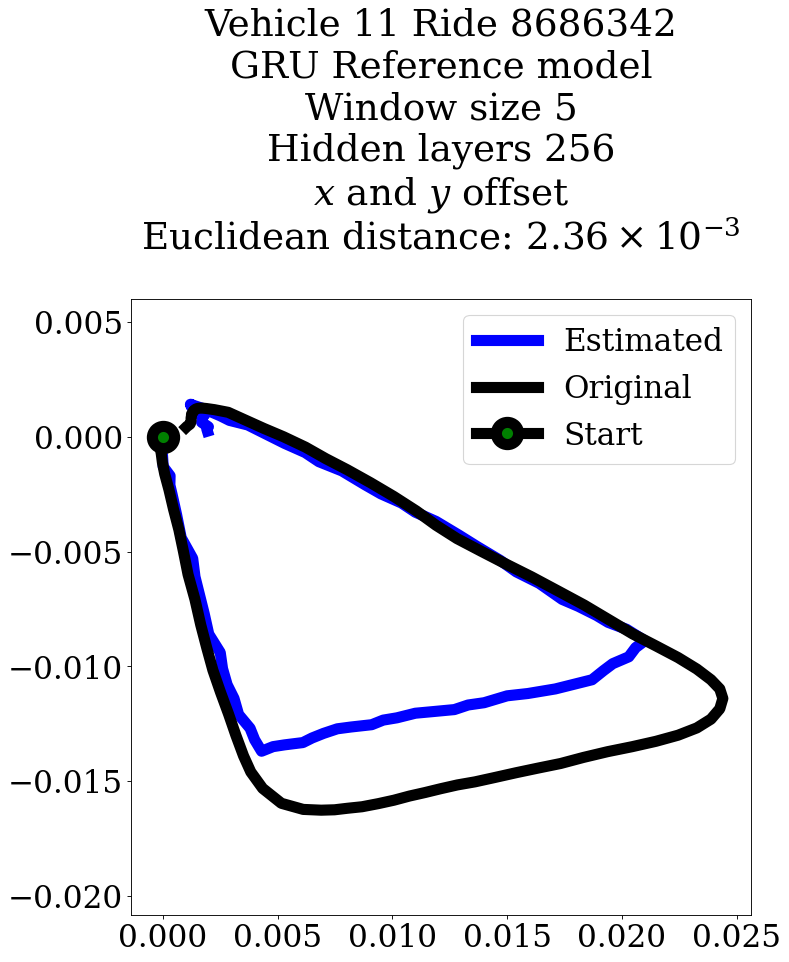 Vehicle 11 Ride 8686342
GRU Reference model
Window size 5
Hidden layers 256
x and y offset
Euclidean distance: 2.36 × 10⁻³
Estimated
Original
Start
0.005
0.000
−0.005
−0.010
−0.015
−0.020
0.000 0.005 0.010 0.015 0.020 0.025